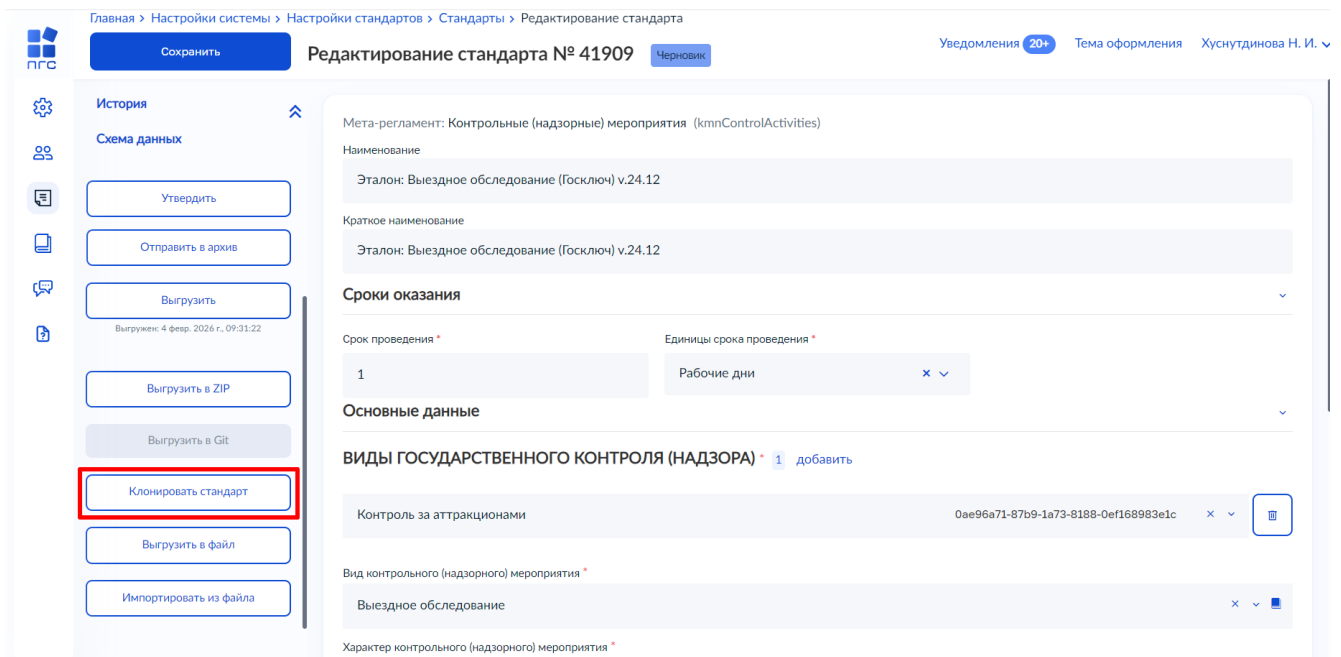 Главная > Настройки системы > Настройки стандартов > Стандарты > Редактирование стандарта
ПГС
Сохранить
Редактирование стандарта № 41909
Черновик
Уведомления 20+
Тема оформления
Хуснутдинова Н. И.
История
Схема данных
Утвердить
Отправить в архив
Выгрузить
Выгружен: 4 февр. 2026 г., 09:31:22
Выгрузить в ZIP
Выгрузить в Git
Клонировать стандарт
Выгрузить в файл
Импортировать из файла
Мета-регламент: Контрольные (надзорные) мероприятия (kmnControlActivities)
Наименование
Эталон: Выездное обследование (Госключ) v.24.12
Краткое наименование
Эталон: Выездное обследование (Госключ) v.24.12
Сроки оказания
Срок проведения *
Единицы срока проведения *
1
Рабочие дни
Основные данные
ВИДЫ ГОСУДАРСТВЕННОГО КОНТРОЛЯ (НАДЗОРА) * 1 добавить
Контроль за аттракционами
0ae96a71-87b9-1a73-8188-0ef168983e1c
Вид контрольного (надзорного) мероприятия *
Выездное обследование
Характер контрольного (надзорного) мероприятия *